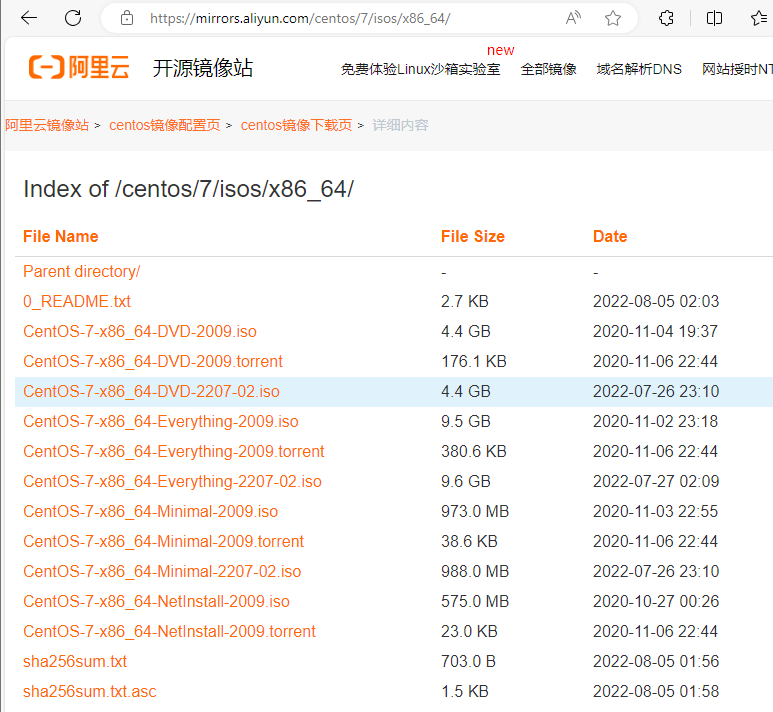 https://mirrors.aliyun.com/centos/7/isos/x86_64/
阿里云 开源镜像站 免费体验Linux沙箱实验室 new 全部镜像 域名解析DNS 网站授时NT
阿里云镜像站 > centos镜像配置页 > centos镜像下载页 > 详细内容
Index of /centos/7/isos/x86_64/
File Name File Size Date
Parent directory/ - -
0_README.txt 2.7 KB 2022-08-05 02:03
CentOS-7-x86_64-DVD-2009.iso 4.4 GB 2020-11-04 19:37
CentOS-7-x86_64-DVD-2009.torrent 176.1 KB 2020-11-06 22:44
CentOS-7-x86_64-DVD-2207-02.iso 4.4 GB 2022-07-26 23:10
CentOS-7-x86_64-Everything-2009.iso 9.5 GB 2020-11-02 23:18
CentOS-7-x86_64-Everything-2009.torrent 380.6 KB 2020-11-06 22:44
CentOS-7-x86_64-Everything-2207-02.iso 9.6 GB 2022-07-27 02:09
CentOS-7-x86_64-Minimal-2009.iso 973.0 MB 2020-11-03 22:55
CentOS-7-x86_64-Minimal-2009.torrent 38.6 KB 2020-11-06 22:44
CentOS-7-x86_64-Minimal-2207-02.iso 988.0 MB 2022-07-26 23:10
CentOS-7-x86_64-NetInstall-2009.iso 575.0 MB 2020-10-27 00:26
CentOS-7-x86_64-NetInstall-2009.torrent 23.0 KB 2020-11-06 22:44
sha256sum.txt 703.0 B 2022-08-05 01:56
sha256sum.txt.asc 1.5 KB 2022-08-05 01:58